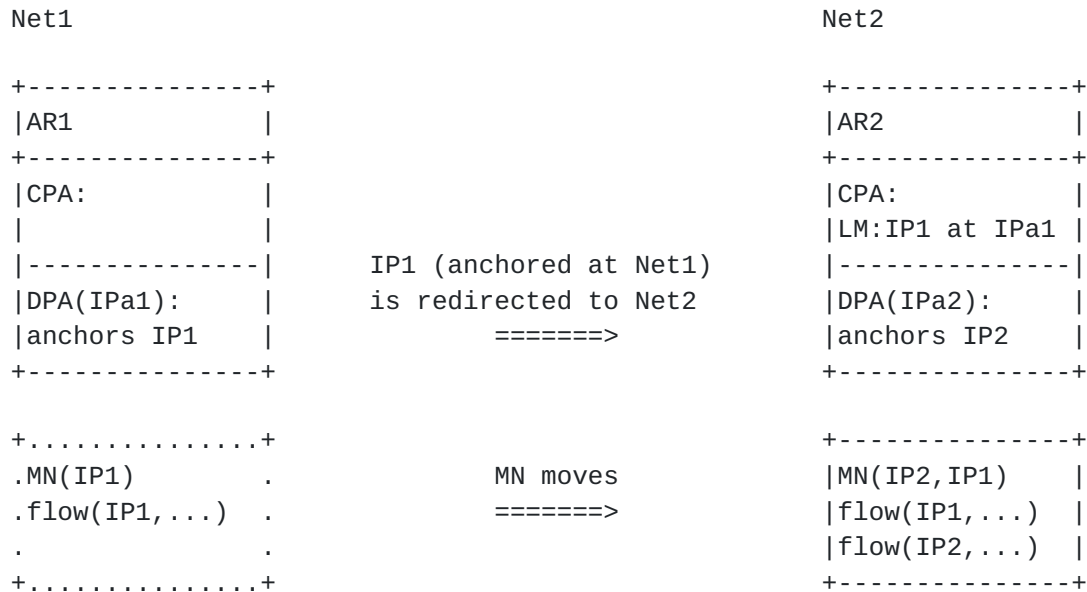 Net1                                                Net2

+---------------+                                   +---------------+
|AR1            |                                   |AR2            |
+---------------+                                   +---------------+
|CPA:           |                                   |CPA:           |
|               |                                   |LM:IP1 at IPa1 |
|---------------|      IP1 (anchored at Net1)       |---------------|
|DPA(IPa1):     |      is redirected to Net2        |DPA(IPa2):     |
|anchors IP1    |              =======>             |anchors IP2    |
+---------------+                                   +---------------+

+...............+                                   +---------------+
.MN(IP1)        .              MN moves             |MN(IP2,IP1)    |
.flow(IP1,...)  .              =======>             |flow(IP1,...)  |
.               .                                   |flow(IP2,...)  |
+...............+                                   +---------------+